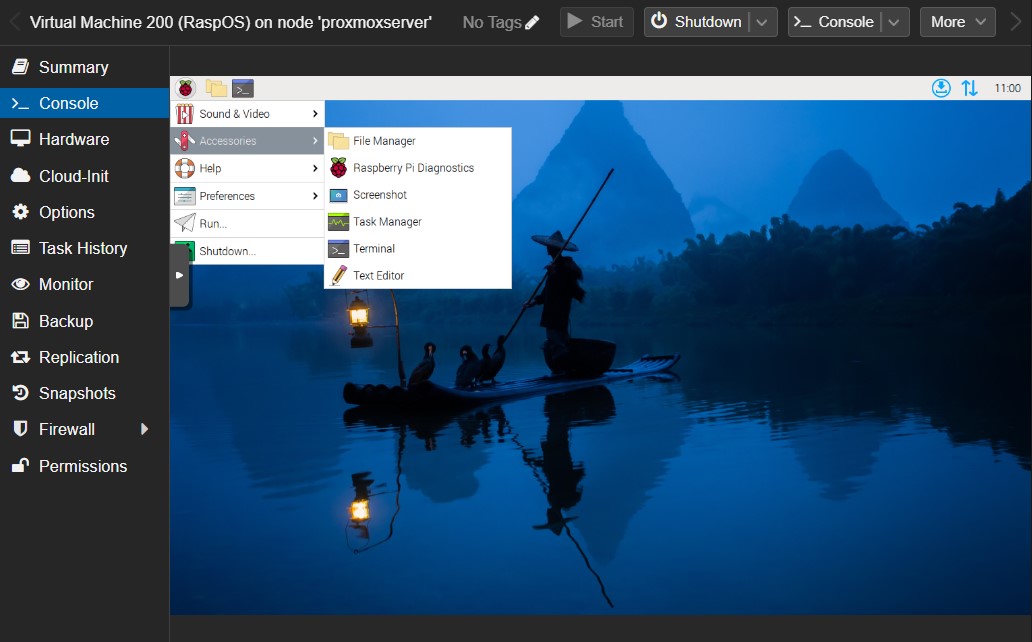 Virtual Machine 200 (RaspOS) on node 'proxmoxserver'
No Tags
Start
Shutdown
Console
More
Summary
Console
Hardware
Cloud-Init
Options
Task History
Monitor
Backup
Replication
Snapshots
Firewall
Permissions
11:00
Sound & Video
Accessories
Help
Preferences
Run...
Shutdown...
File Manager
Raspberry Pi Diagnostics
Screenshot
Task Manager
Terminal
Text Editor